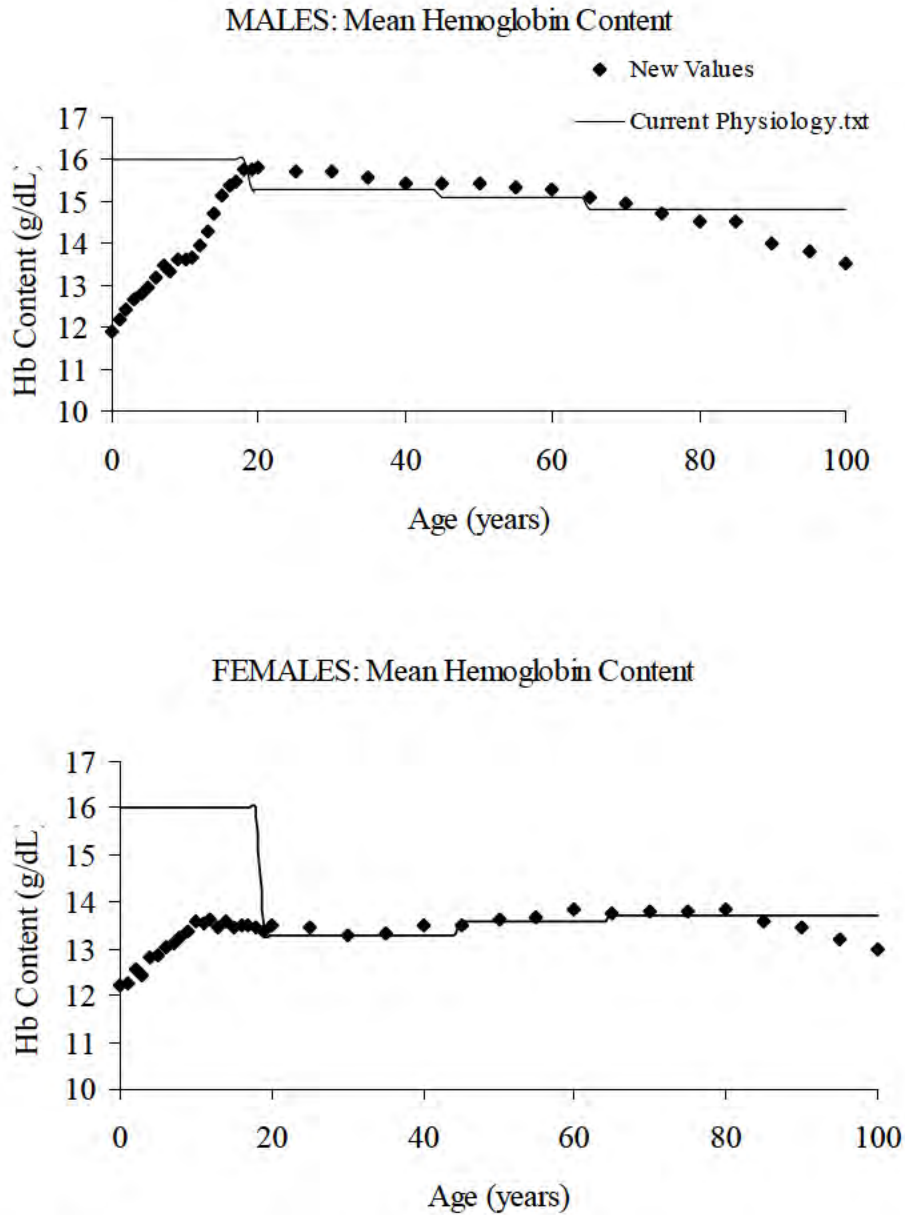 MALES: Mean Hemoglobin Content
New Values
Current Physiology.txt
17
16
15
14
13
12
11
10
Hb Content (g/dL)
0 20 40 60 80 100
Age (years)
FEMALES: Mean Hemoglobin Content
17
16
15
14
13
12
11
10
Hb Content (g/dL)
0 20 40 60 80 100
Age (years)